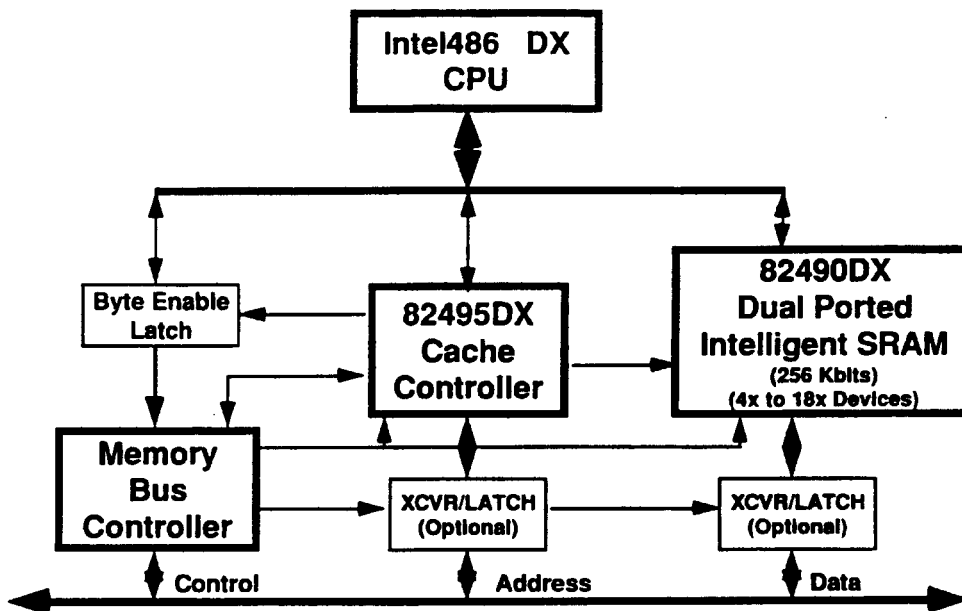 Intel486 DX
CPU
Byte Enable
Latch
82495DX
Cache
Controller
82490DX
Dual Ported
Intelligent SRAM
(256 Kbits)
(4x to 18x Devices)
Memory
Bus
Controller
XCVR/LATCH
(Optional)
XCVR/LATCH
(Optional)
Control
Address
Data